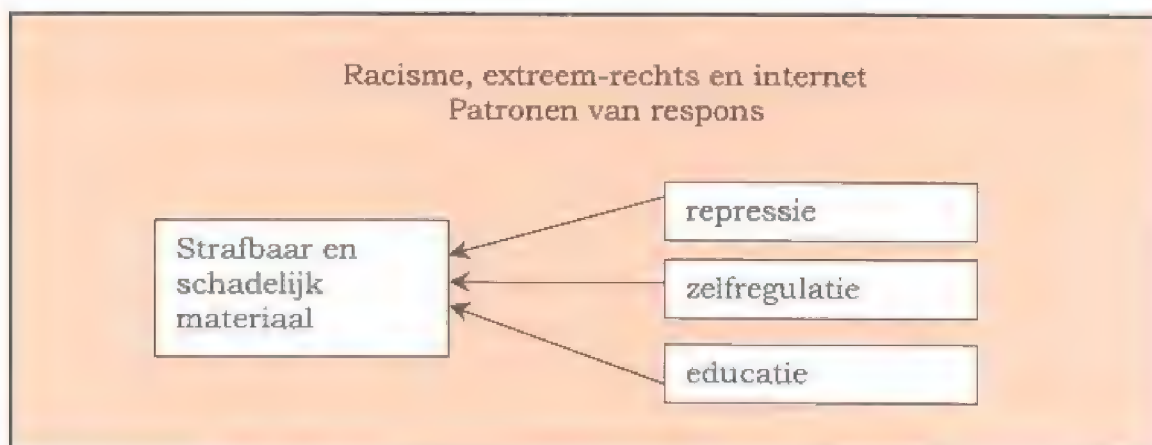 Racisme, extreem-rechts en internet
Patronen van respons
repressie
Strafbaar en
schadelijk
materiaal
zelfregulatie
educatie